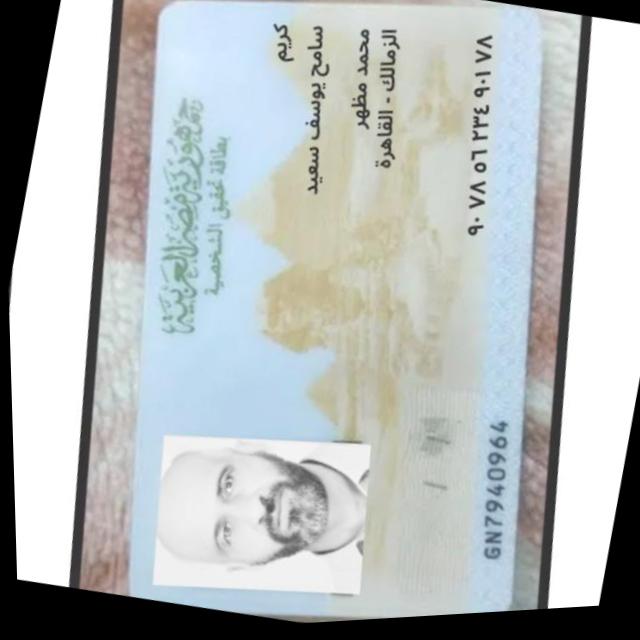 جمهورية مصر العربية
بطاقة تحقيق الشخصية
كريم
سامح يوسف سعيد
محمد مظهر
الزمالك - القاهرة
٩٠ ٧٨ ٥٦ ٢٣٤ ٩٠١ ٧٨
GN7940964